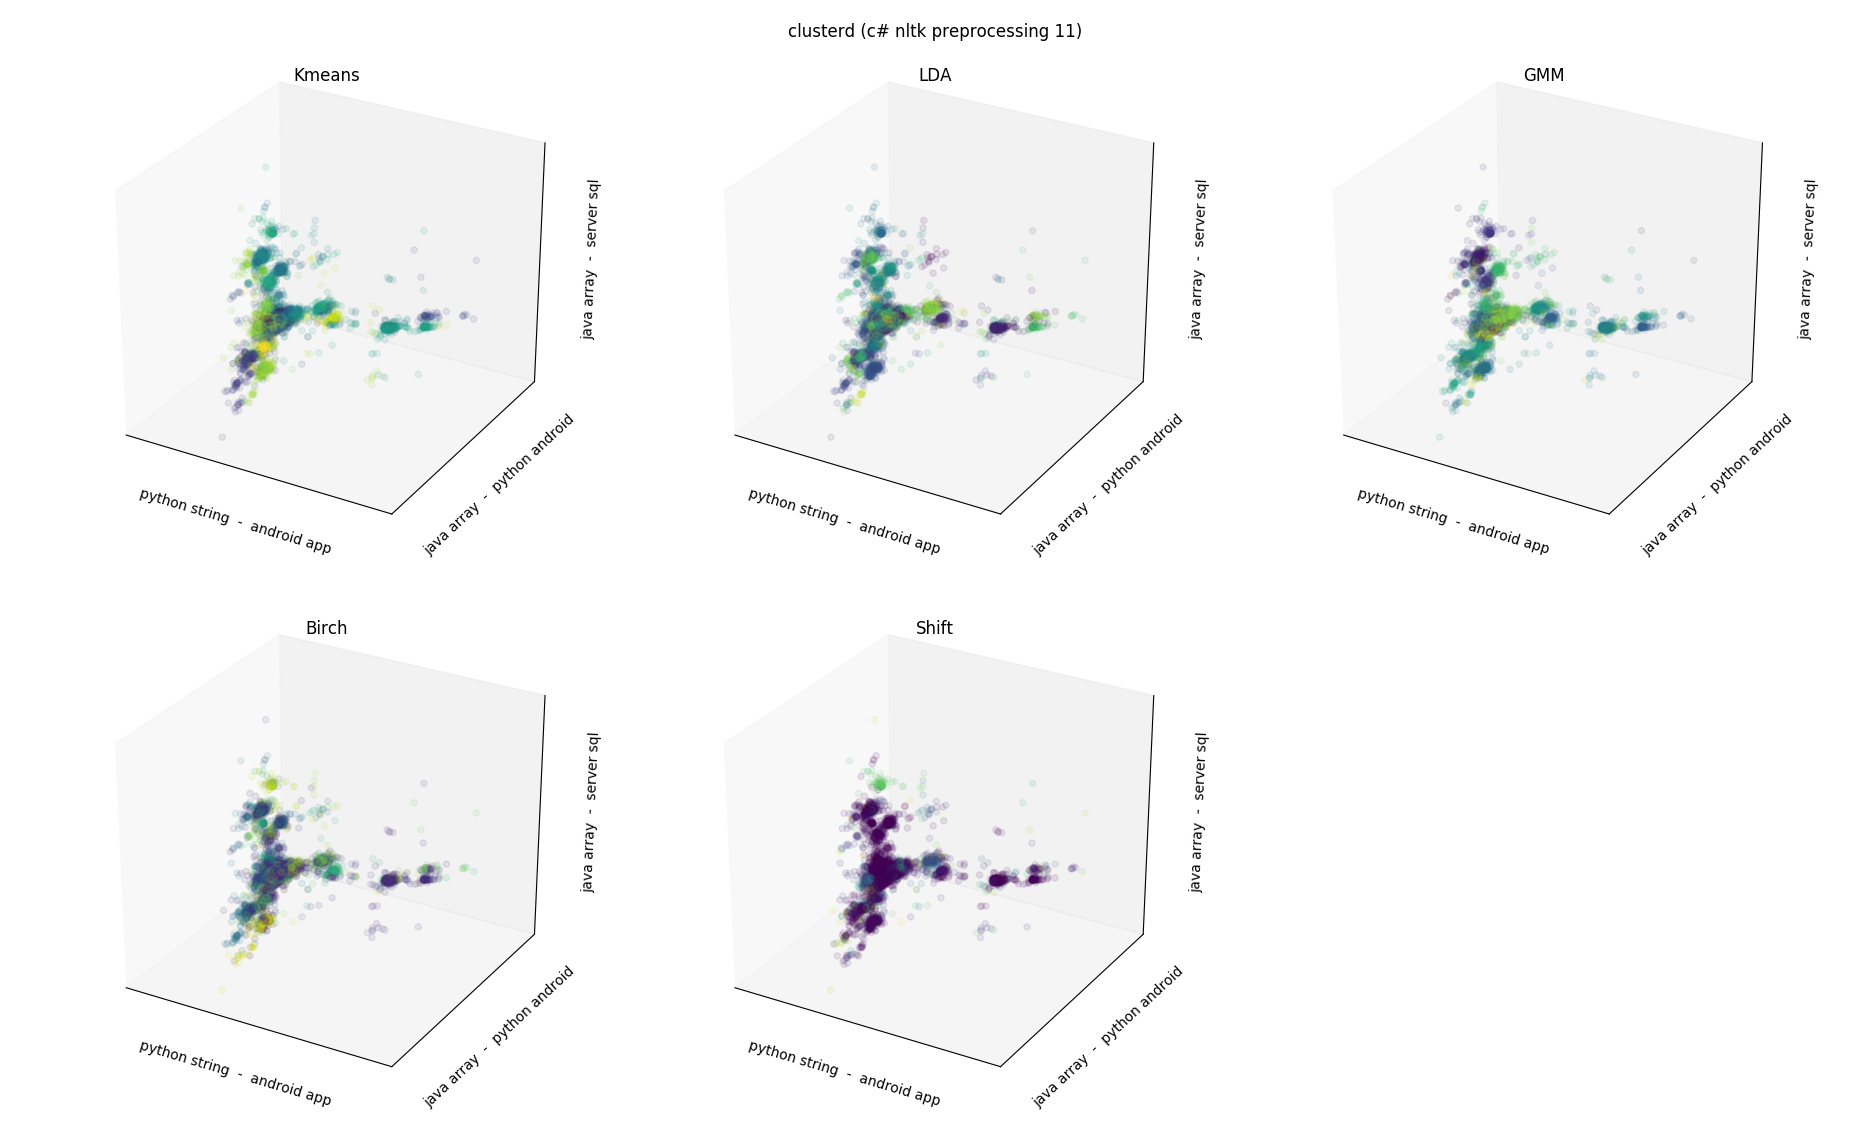 clusterd (c# nltk preprocessing 11)
Kmeans
java array  -  server sql
java array  -  python android
python string  -  android app
LDA
java array  -  server sql
java array  -  python android
python string  -  android app
GMM
java array  -  server sql
java array  -  python android
python string  -  android app
Birch
java array  -  server sql
java array  -  python android
python string  -  android app
Shift
java array  -  server sql
java array  -  python android
python string  -  android app